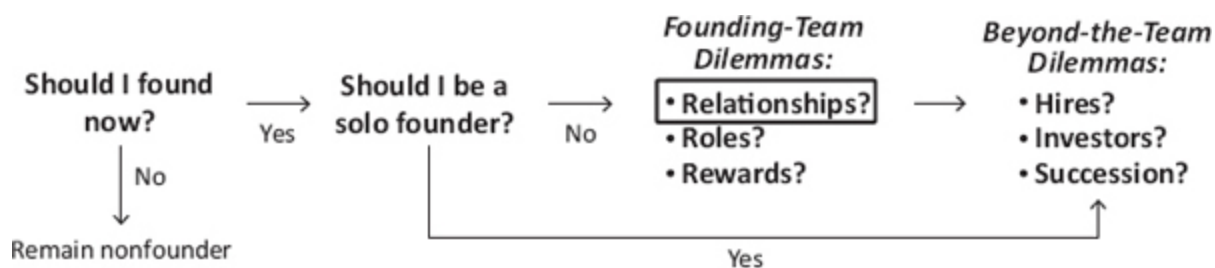 Should I found
now?
Yes
No
Remain nonfounder
Should I be a
solo founder?
No
Yes
Founding-Team
Dilemmas:
• Relationships?
• Roles?
• Rewards?
Beyond-the-Team
Dilemmas:
• Hires?
• Investors?
• Succession?